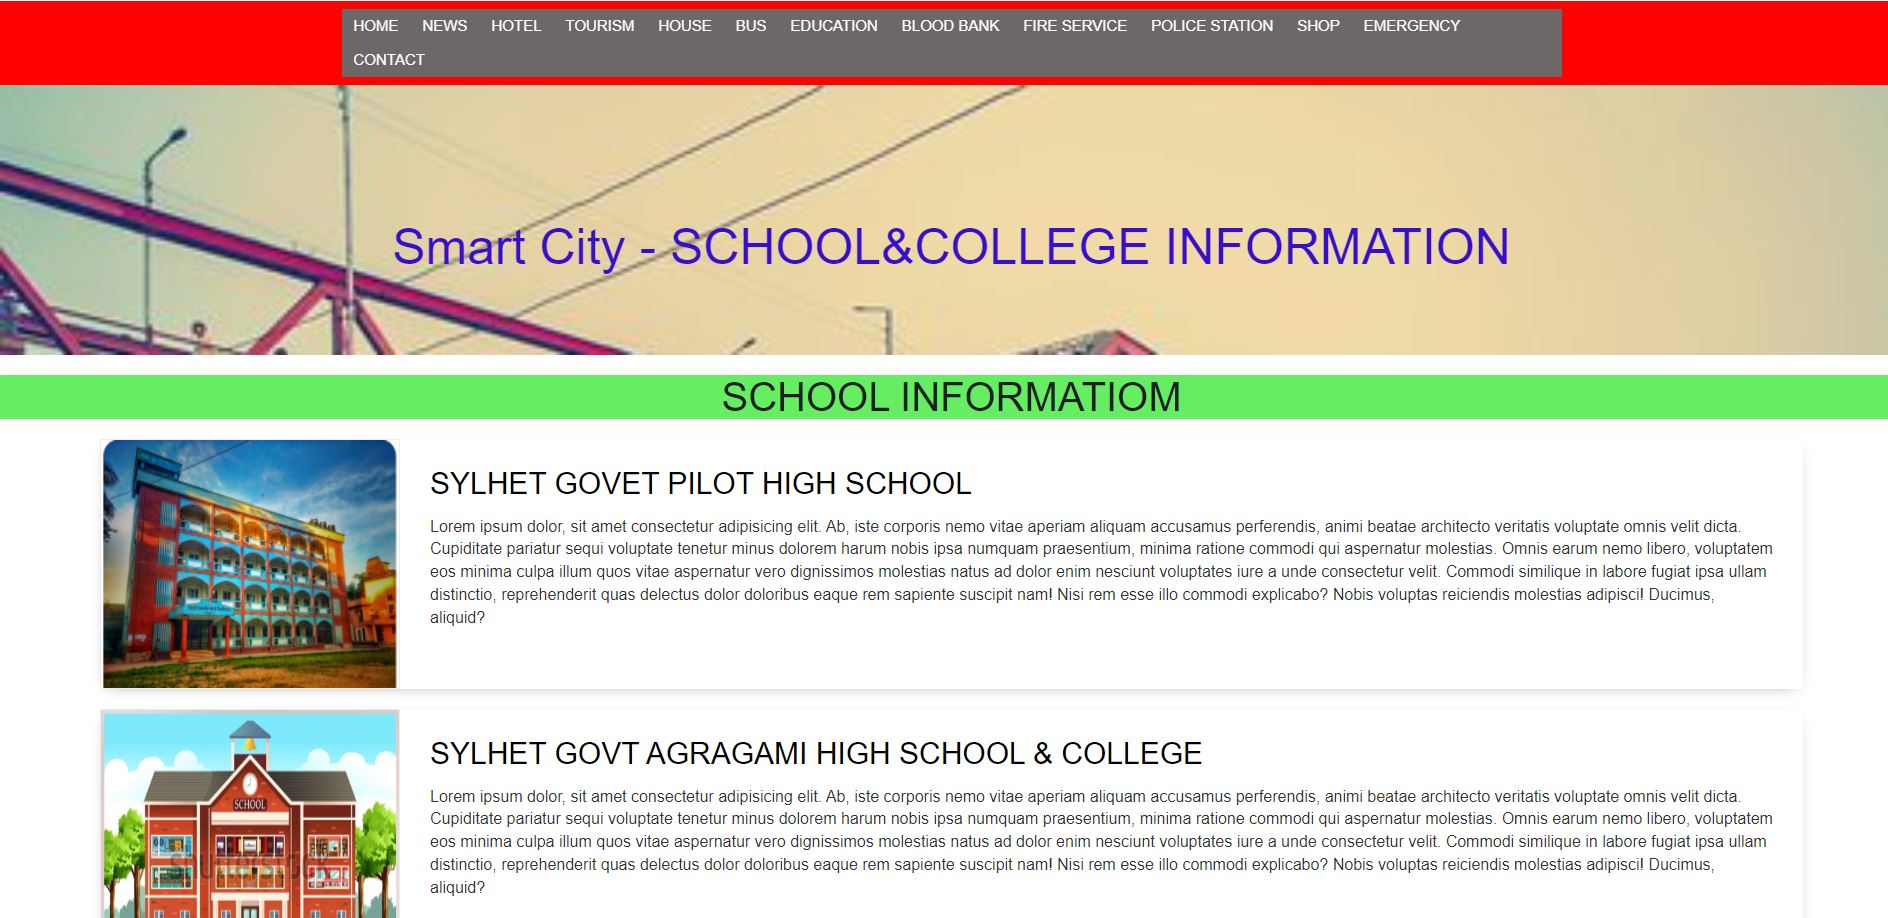 HOME NEWS HOTEL TOURISM HOUSE BUS EDUCATION BLOOD BANK FIRE SERVICE POLICE STATION SHOP EMERGENCY
CONTACT
Smart City - SCHOOL&COLLEGE INFORMATION
SCHOOL INFORMATIOM
SYLHET GOVET PILOT HIGH SCHOOL
Lorem ipsum dolor, sit amet consectetur adipisicing elit. Ab, iste corporis nemo vitae aperiam aliquam accusamus perferendis, animi beatae architecto veritatis voluptate omnis velit dicta.
Cupiditate pariatur sequi voluptate tenetur minus dolorem harum nobis ipsa numquam praesentium, minima ratione commodi qui aspernatur molestias. Omnis earum nemo libero, voluptatem
eos minima culpa illum quos vitae aspernatur vero dignissimos molestias natus ad dolor enim nesciunt voluptates iure a unde consectetur velit. Commodi similique in labore fugiat ipsa ullam
distinctio, reprehenderit quas delectus dolor doloribus eaque rem sapiente suscipit nam! Nisi rem esse illo commodi explicabo? Nobis voluptas reiciendis molestias adipisci! Ducimus,
aliquid?
SYLHET GOVT AGRAGAMI HIGH SCHOOL & COLLEGE
SCHOOL
Lorem ipsum dolor, sit amet consectetur adipisicing elit. Ab, iste corporis nemo vitae aperiam aliquam accusamus perferendis, animi beatae architecto veritatis voluptate omnis velit dicta.
Cupiditate pariatur sequi voluptate tenetur minus dolorem harum nobis ipsa numquam praesentium, minima ratione commodi qui aspernatur molestias. Omnis earum nemo libero, voluptatem
eos minima culpa illum quos vitae aspernatur vero dignissimos molestias natus ad dolor enim nesciunt voluptates iure a unde consectetur velit. Commodi similique in labore fugiat ipsa ullam
distinctio, reprehenderit quas delectus dolor doloribus eaque rem sapiente suscipit nam! Nisi rem esse illo commodi explicabo? Nobis voluptas reiciendis molestias adipisci! Ducimus,
aliquid?